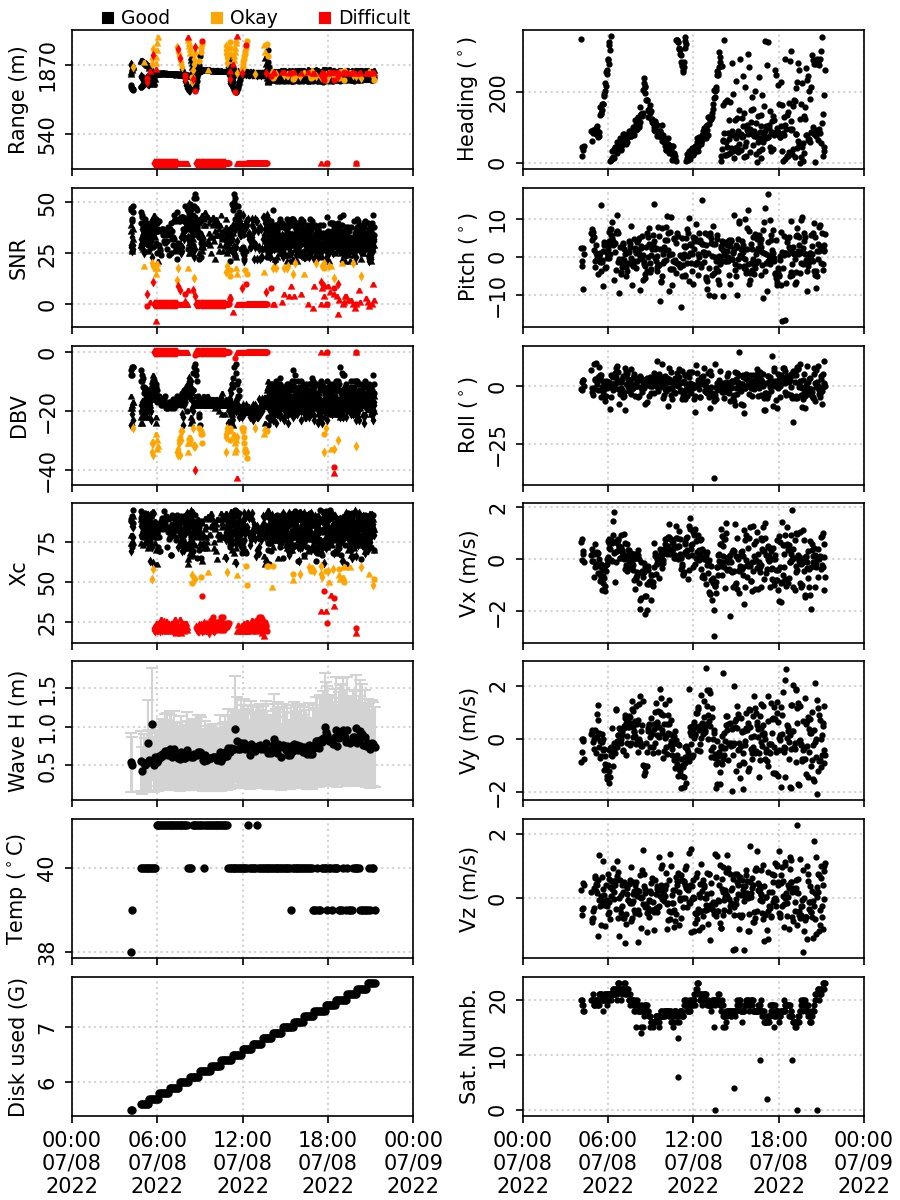 Good Okay Difficult
Range (m)
1870
540
Heading (°)
200
0
SNR
50
25
0
Pitch (°)
10
0
−10
DBV
0
−20
−40
Roll (°)
0
−25
Xc
75
50
25
Vx (m/s)
2
0
−2
Wave H (m)
1.5
1.0
0.5
Vy (m/s)
2
0
−2
Temp (°C)
40
38
Vz (m/s)
2
0
Disk used (G)
7
6
Sat. Numb.
20
10
0
00:00 06:00 12:00 18:00 00:00
07/08 07/08 07/08 07/08 07/09
2022 2022 2022 2022 2022
00:00 06:00 12:00 18:00 00:00
07/08 07/08 07/08 07/08 07/09
2022 2022 2022 2022 2022